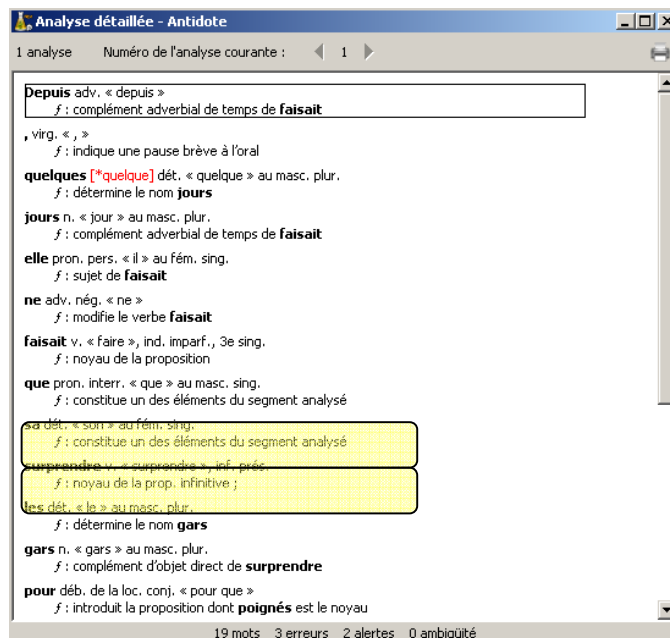 Analyse détaillée - Antidote
1 analyse Numéro de l'analyse courante : 1
Depuis adv. « depuis »
f : complément adverbial de temps de faisait
, virg. « , »
f : indique une pause brève à l'oral
quelques [*quelque] dét. « quelque » au masc. plur.
f : détermine le nom jours
jours n. « jour » au masc. plur.
f : complément adverbial de temps de faisait
elle pron. pers. « il » au fém. sing.
f : sujet de faisait
ne adv. nég. « ne »
f : modifie le verbe faisait
faisait v. « faire », ind. imparf., 3e sing.
f : noyau de la proposition
que pron. interr. « que » au masc. sing.
f : constitue un des éléments du segment analysé
sa dét. « son » au fém. sing.
f : constitue un des éléments du segment analysé
surprendre v. « surprendre », inf. prés.
f : noyau de la prop. infinitive ;
les dét. « le » au masc. plur.
f : détermine le nom gars
gars n. « gars » au masc. plur.
f : complément d'objet direct de surprendre
pour déb. de la loc. conj. « pour que »
f : introduit la proposition dont poignés est le noyau
19 mots 3 erreurs 2 alertes 0 ambigüité